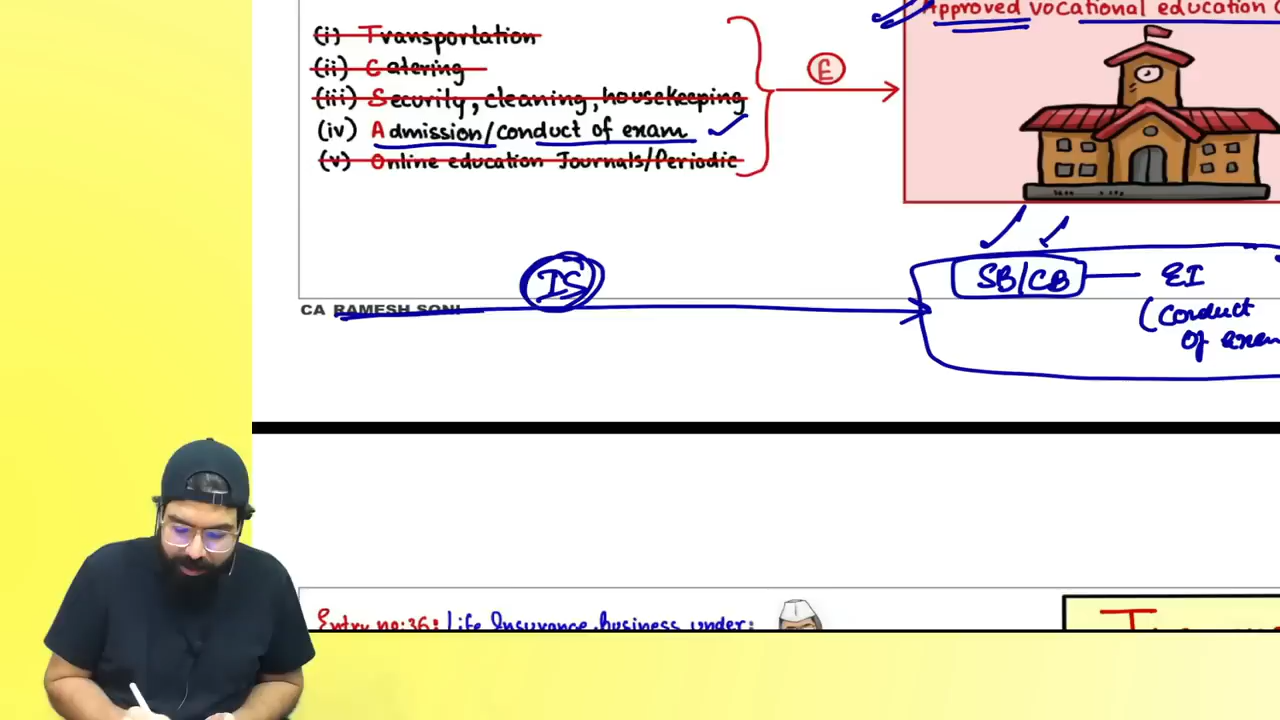 Approved vocational education
(i) Transportation
(ii) Catering
(iii) Security, cleaning, housekeeping
(iv) Admission/conduct of exam
(v) Online education Journals/Periodic
E
IS
SB/CB
EI
(conduct
of exam
CA RAMESH SONI
Entry no:36: Life Insurance business under: